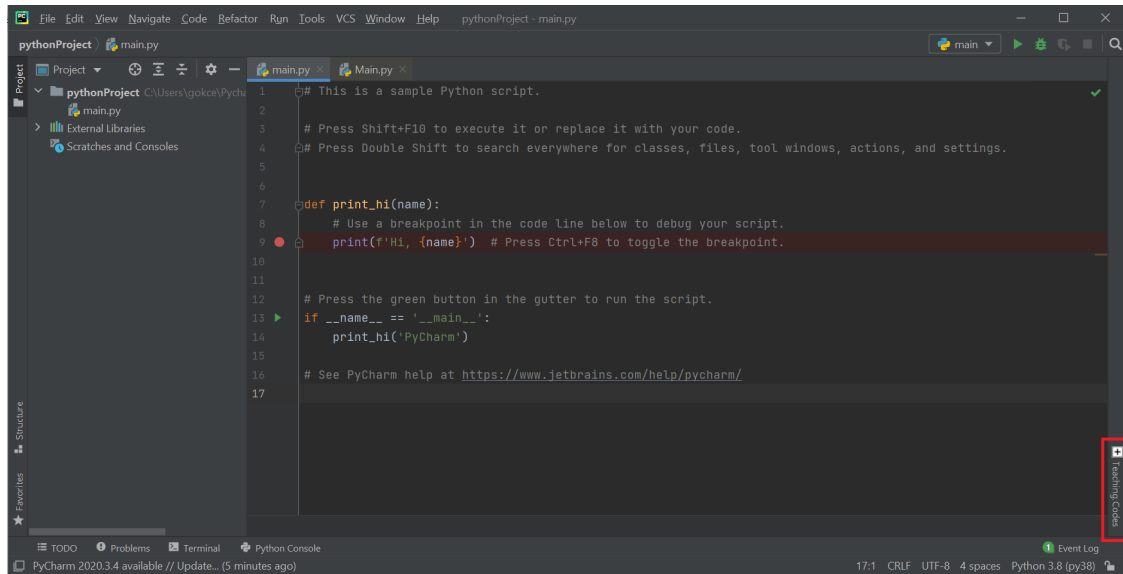 PC File Edit View Navigate Code Refactor Run Tools VCS Window Help pythonProject - main.py
pythonProject main.py main
Project
Project
main.py Main.py
pythonProject C:\Users\gokce\Pycha
main.py
External Libraries
Scratches and Consoles
1 # This is a sample Python script.
2
3 # Press Shift+F10 to execute it or replace it with your code.
4 # Press Double Shift to search everywhere for classes, files, tool windows, actions, and settings.
5
6
7 def print_hi(name):
8 # Use a breakpoint in the code line below to debug your script.
9 print(f'Hi, {name}') # Press Ctrl+F8 to toggle the breakpoint.
10
11
12 # Press the green button in the gutter to run the script.
13 if __name__ == '__main__':
14 print_hi('PyCharm')
15
16 # See PyCharm help at https://www.jetbrains.com/help/pycharm/
17
Structure
Favorites
Teaching Codes
TODO Problems Terminal Python Console 1 Event Log
PyCharm 2020.3.4 available // Update... (5 minutes ago) 17:1 CRLF UTF-8 4 spaces Python 3.8 (py38)